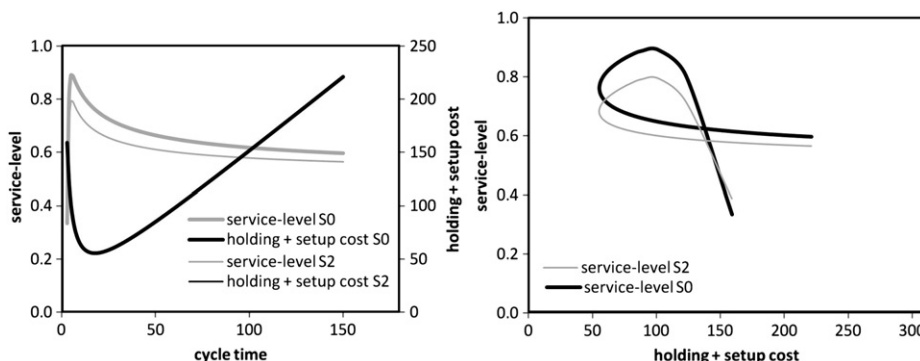 1.0
0.8
0.6
0.4
0.2
0.0
service-level
250
200
150
100
50
0
holding + setup cost
service-level S0
holding + setup cost S0
service-level S2
holding + setup cost S2
0 50 100 150
cycle time
1.0
0.8
0.6
0.4
0.2
0.0
service-level
service-level S2
service-level S0
0 50 100 150 200 250 300
holding + setup cost